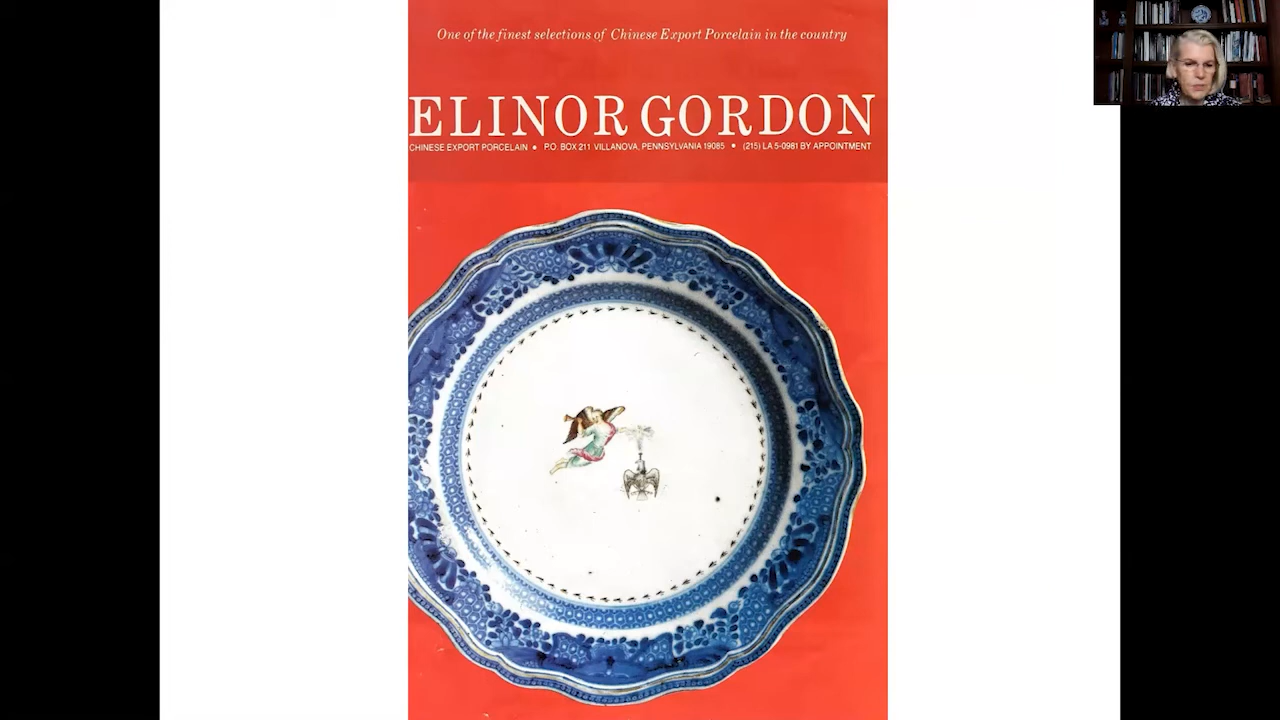 One of the finest selections of Chinese Export Porcelain in the country
ELINOR GORDON
CHINESE EXPORT PORCELAIN ● P.O. BOX 211 VILLANOVA, PENNSYLVANIA 19085 ● (215) LA 5-0981 BY APPOINTMENT